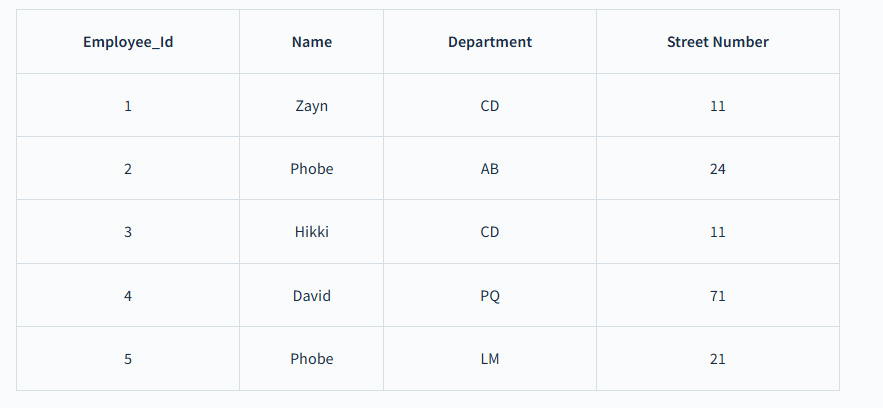 Employee_Id Name Department Street Number
1 Zayn CD 11
2 Phobe AB 24
3 Hikki CD 11
4 David PQ 71
5 Phobe LM 21